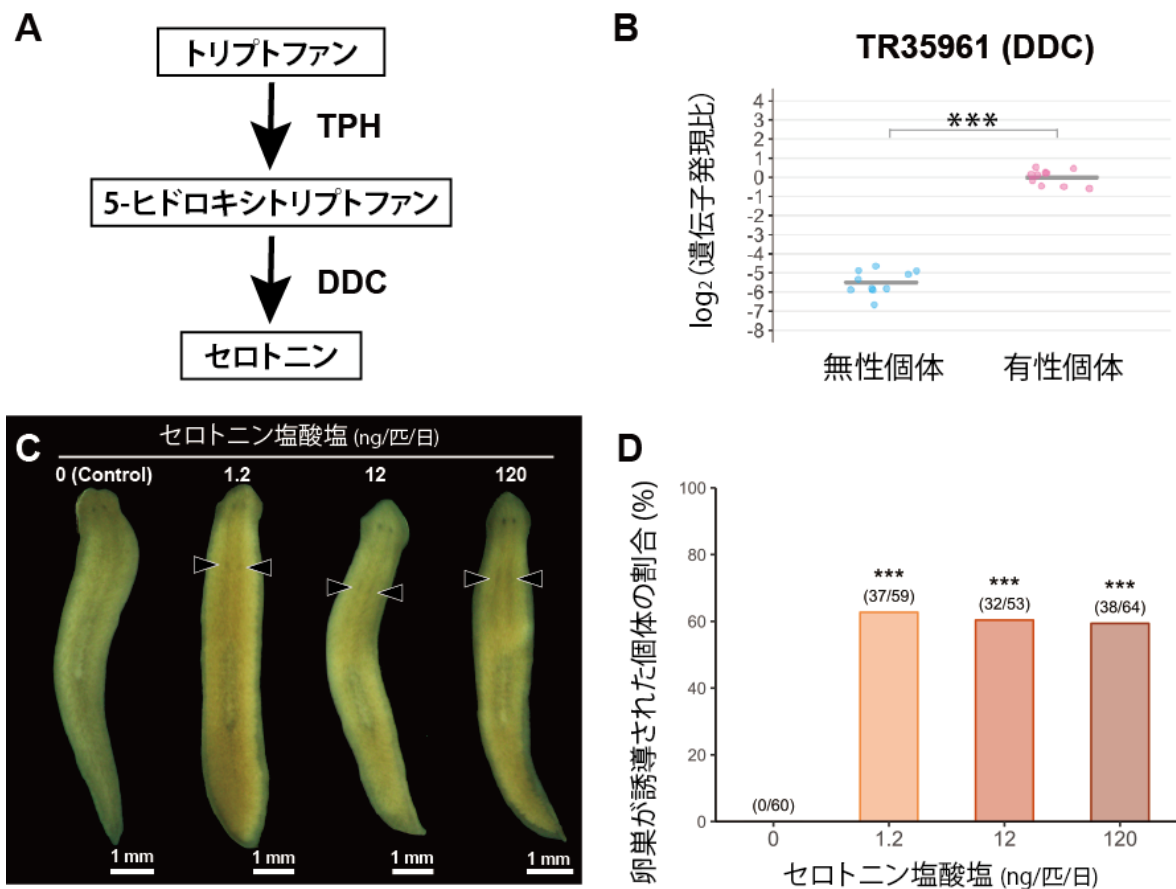 A
トリプトファン
TPH
5-ヒドロキシトリプトファン
DDC
セロトニン
B
TR35961 (DDC)
log₂ (遺伝子発現比)
4
3
2
1
0
-1
-2
-3
-4
-5
-6
-7
-8
***
無性個体
有性個体
C
セロトニン塩酸塩 (ng/匹/日)
0 (Control) 1.2 12 120
1 mm 1 mm 1 mm 1 mm
D
卵巣が誘導された個体の割合 (%)
100
80
60
40
20
0
(0/60)
***
(37/59)
***
(32/53)
***
(38/64)
0 1.2 12 120
セロトニン塩酸塩 (ng/匹/日)